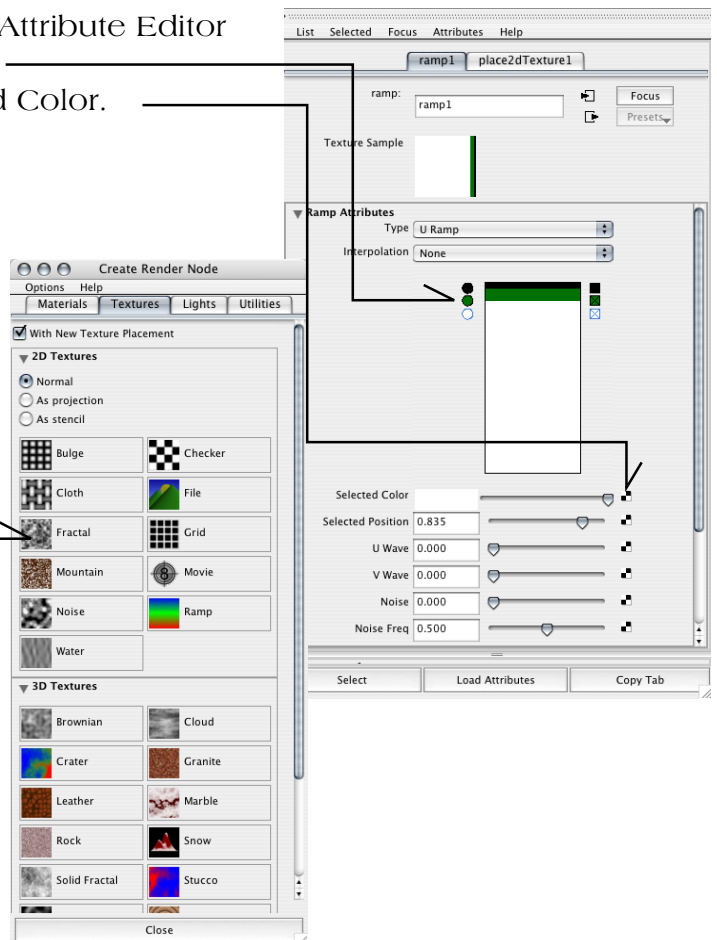 Attribute Editor
d Color.
List Selected Focus Attributes Help
ramp1 place2dTexture1
ramp: ramp1
Focus
Presets
Texture Sample
Ramp Attributes
Type U Ramp
Interpolation None
Selected Color
Selected Position 0.835
U Wave 0.000
V Wave 0.000
Noise 0.000
Noise Freq 0.500
Select Load Attributes Copy Tab
Create Render Node
Options Help
Materials Textures Lights Utilities
With New Texture Placement
2D Textures
Normal
As projection
As stencil
Bulge Checker
Cloth File
Fractal Grid
Mountain Movie
Noise Ramp
Water
3D Textures
Brownian Cloud
Crater Granite
Leather Marble
Rock Snow
Solid Fractal Stucco
Close